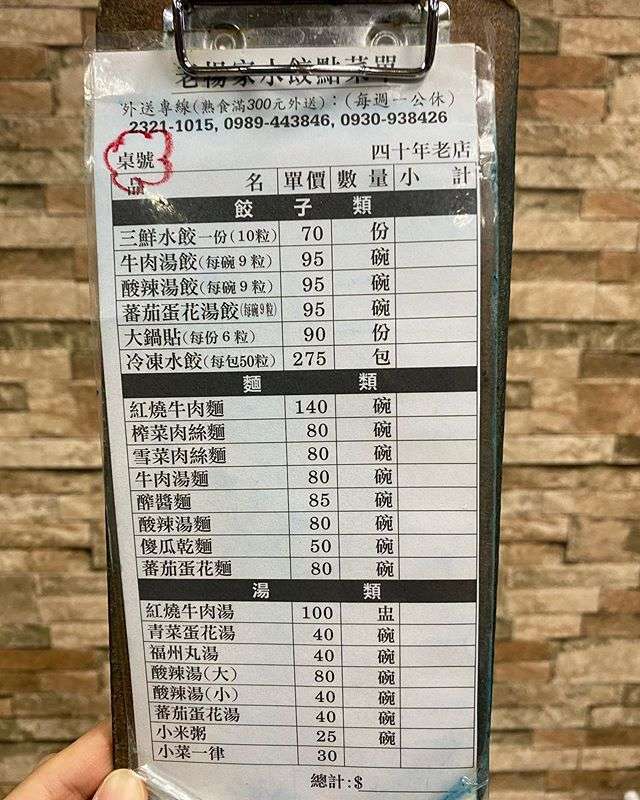 老楊家水餃點菜單
外送專線(熟食滿300元外送):(每週一公休)
2321-1015, 0989-443846, 0930-938426
桌號 四十年老店
品 名 單價 數 量 小 計
餃 子 類
三鮮水餃一份(10粒) 70 份
牛肉湯餃(每碗9粒) 95 碗
酸辣湯餃(每碗9粒) 95 碗
蕃茄蛋花湯餃(每碗9粒) 95 碗
大鍋貼(每份6粒) 90 份
冷凍水餃(每包50粒) 275 包
麵 類
紅燒牛肉麵 140 碗
榨菜肉絲麵 80 碗
雪菜肉絲麵 80 碗
牛肉湯麵 80 碗
醡醬麵 85 碗
酸辣湯麵 80 碗
傻瓜乾麵 50 碗
蕃茄蛋花麵 80 碗
湯 類
紅燒牛肉湯 100 盅
青菜蛋花湯 40 碗
福州丸湯 40 碗
酸辣湯(大) 80 碗
酸辣湯(小) 40 碗
蕃茄蛋花湯 40 碗
小米粥 25 碗
小菜一律 30
總計:$